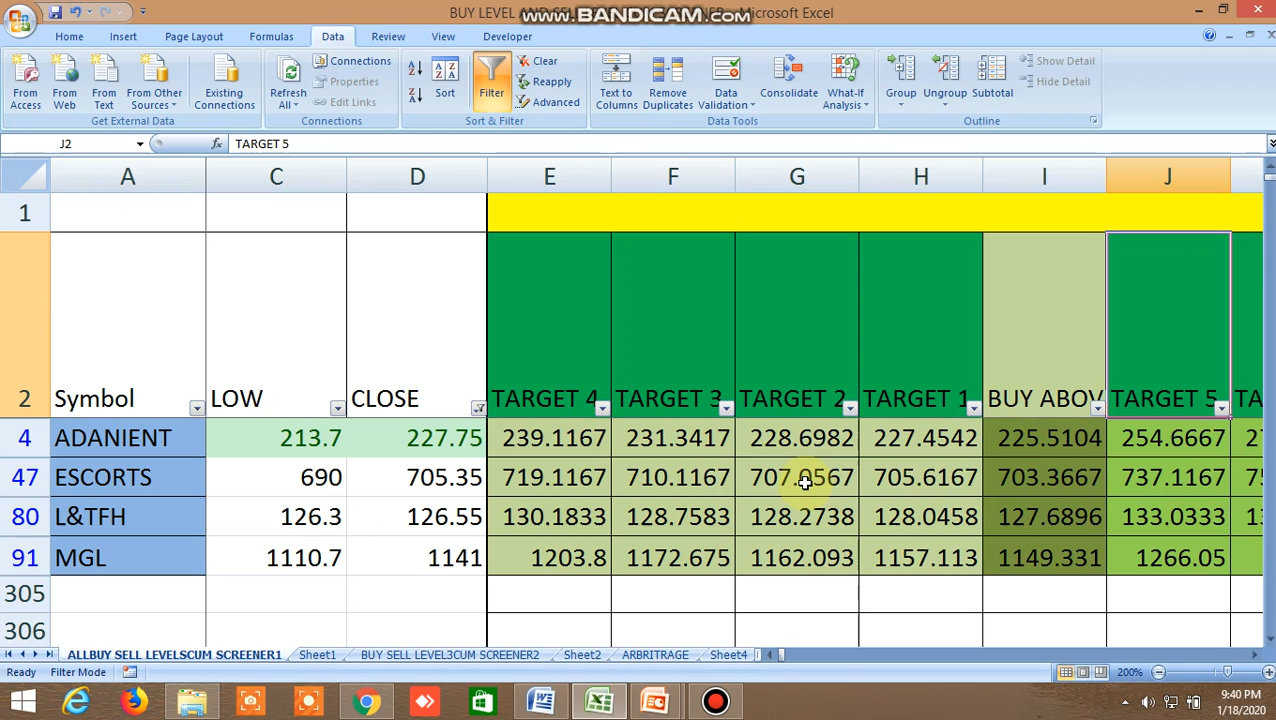 BUY LEVEL AND SEL
www.BANDICAM.com
- Microsoft Excel
Home Insert Page Layout Formulas Data Review View Developer
From Access
From Web
From Text
From Other Sources
Existing Connections
Get External Data
Refresh All
Connections
Properties
Edit Links
Connections
Sort
Filter
Clear
Reapply
Advanced
Sort & Filter
Text to Columns
Remove Duplicates
Data Validation
Consolidate
What-If Analysis
Data Tools
Group
Ungroup
Subtotal
Show Detail
Hide Detail
Outline
J2 fx TARGET 5
A C D E F G H I J
1
2 Symbol LOW CLOSE TARGET 4 TARGET 3 TARGET 2 TARGET 1 BUY ABOV TARGET 5 TA
4 ADANIENT 213.7 227.75 239.1167 231.3417 228.6982 227.4542 225.5104 254.6667 27
47 ESCORTS 690 705.35 719.1167 710.1167 707.0567 705.6167 703.3667 737.1167 75
80 L&TFH 126.3 126.55 130.1833 128.7583 128.2738 128.0458 127.6896 133.0333 13
91 MGL 1110.7 1141 1203.8 1172.675 1162.093 1157.113 1149.331 1266.05
305
306
ALLBUY SELL LEVELSCUM SCREENER1 Sheet1 BUY SELL LEVEL3CUM SCREENER2 Sheet2 ARBRITRAGE Sheet4
Ready Filter Mode 200%
9:40 PM
1/18/2020